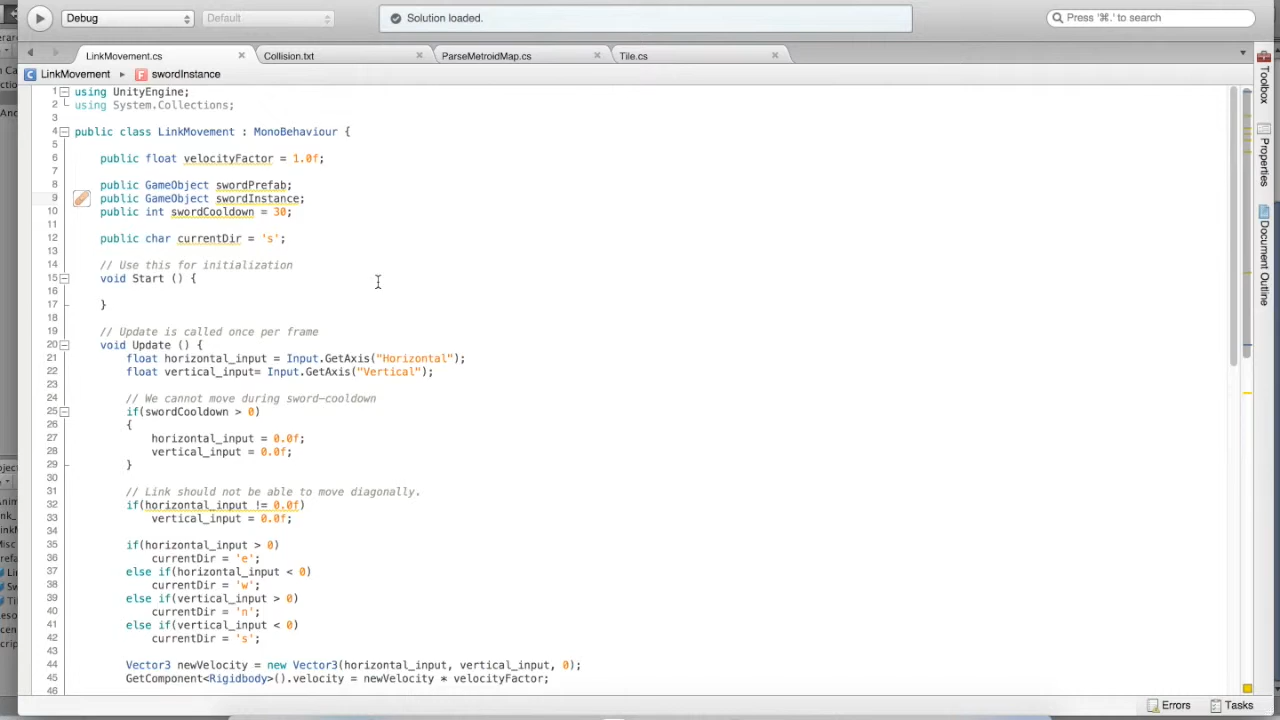 Debug
Default
Solution loaded.
Press '⌘.' to search
LinkMovement.cs
Collision.txt
ParseMetroidMap.cs
Tile.cs
LinkMovement
swordInstance
1 using UnityEngine;
2 using System.Collections;
3
4 public class LinkMovement : MonoBehaviour {
5
6 public float velocityFactor = 1.0f;
7
8 public GameObject swordPrefab;
9 public GameObject swordInstance;
10 public int swordCooldown = 30;
11
12 public char currentDir = 's';
13
14 // Use this for initialization
15 void Start () {
16
17 }
18
19 // Update is called once per frame
20 void Update () {
21 float horizontal_input = Input.GetAxis("Horizontal");
22 float vertical_input= Input.GetAxis("Vertical");
23
24 // We cannot move during sword-cooldown
25 if(swordCooldown > 0)
26 {
27 horizontal_input = 0.0f;
28 vertical_input = 0.0f;
29 }
30
31 // Link should not be able to move diagonally.
32 if(horizontal_input != 0.0f)
33 vertical_input = 0.0f;
34
35 if(horizontal_input > 0)
36 currentDir = 'e';
37 else if(horizontal_input < 0)
38 currentDir = 'w';
39 else if(vertical_input > 0)
40 currentDir = 'n';
41 else if(vertical_input < 0)
42 currentDir = 's';
43
44 Vector3 newVelocity = new Vector3(horizontal_input, vertical_input, 0);
45 GetComponent<Rigidbody>().velocity = newVelocity * velocityFactor;
46
Toolbox
Properties
Document Outline
Errors
Tasks